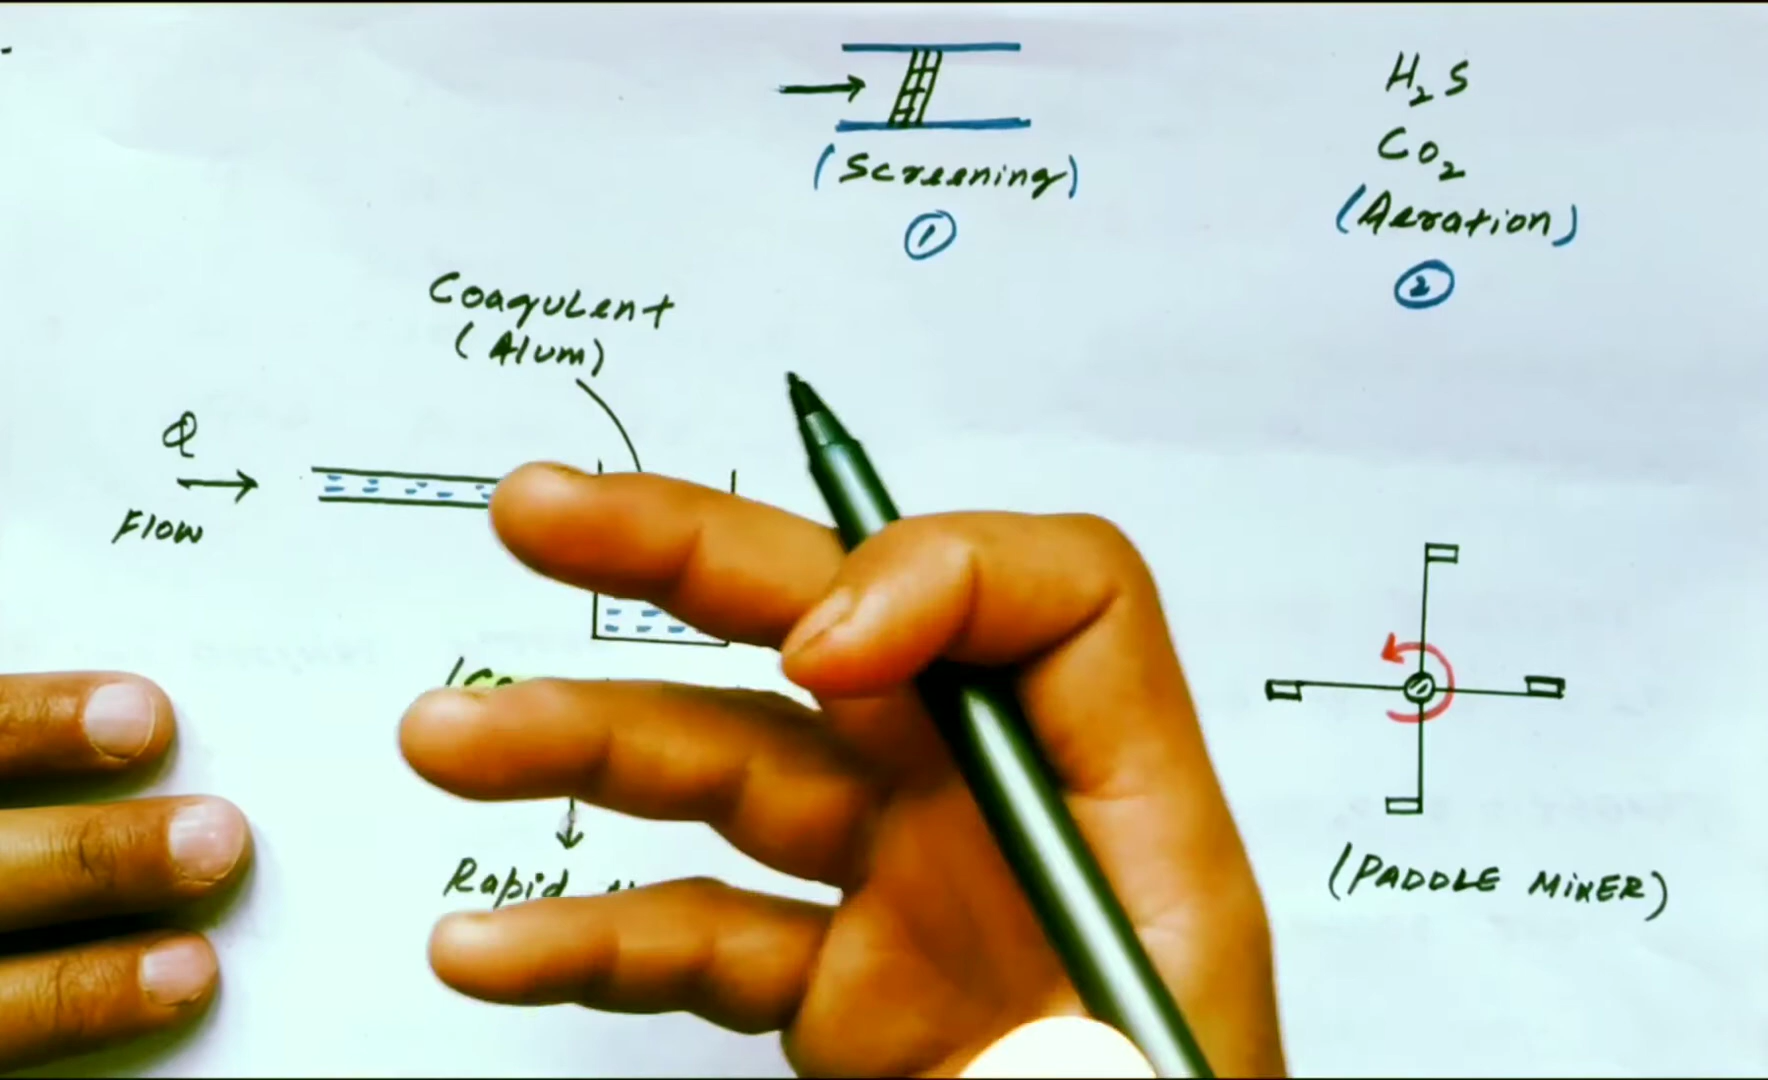 (Screening)
①
H₂S
CO₂
(Aeration)
②
Coagulent
(Alum)
Q
Flow
Rapid
(PADDLE MIXER)